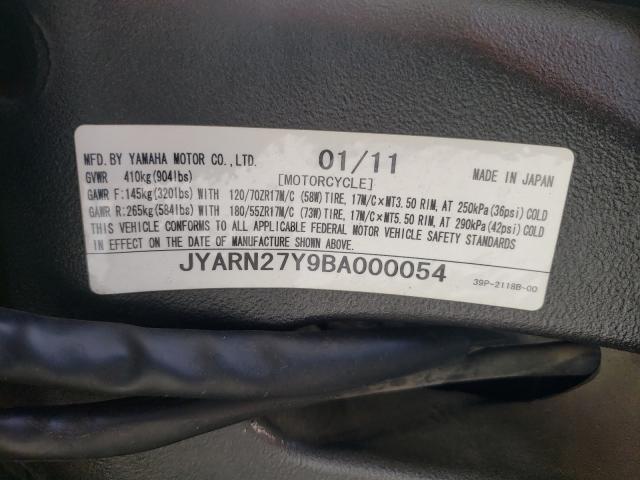 MFD.BY YAMAHA MOTOR CO.,LTD. 01/11 MADE IN JAPAN
GVWR 410kg(904lbs) [MOTORCYCLE]
GAWR F:145kg(320lbs)WITH 120/70ZR17M/C (58W)TIRE, 17M/C×MT3.50 RIM, AT 250kPa(36psi)COLD
GAWR R:265kg(584lbs)WITH 180/55ZR17M/C (73W)TIRE, 17M/C×MT5.50 RIM, AT 290kPa(42psi)COLD
THIS VEHICLE CONFORMS TO ALL APPLICABLE FEDERAL MOTOR VEHICLE SAFETY STANDARDS
IN EFFECT ON THE DATE OF MANUFACTURE SHOWN ABOVE.
JYARN27Y9BA000054
39P-2118B-00